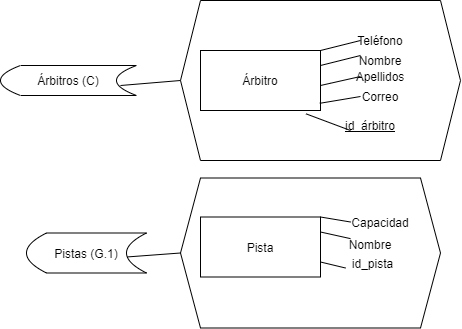 Teléfono
Nombre
Árbitros (C)
Árbitro
Apellidos
Correo
id_árbitro
Capacidad
Nombre
Pistas (G.1)
Pista
id_pista